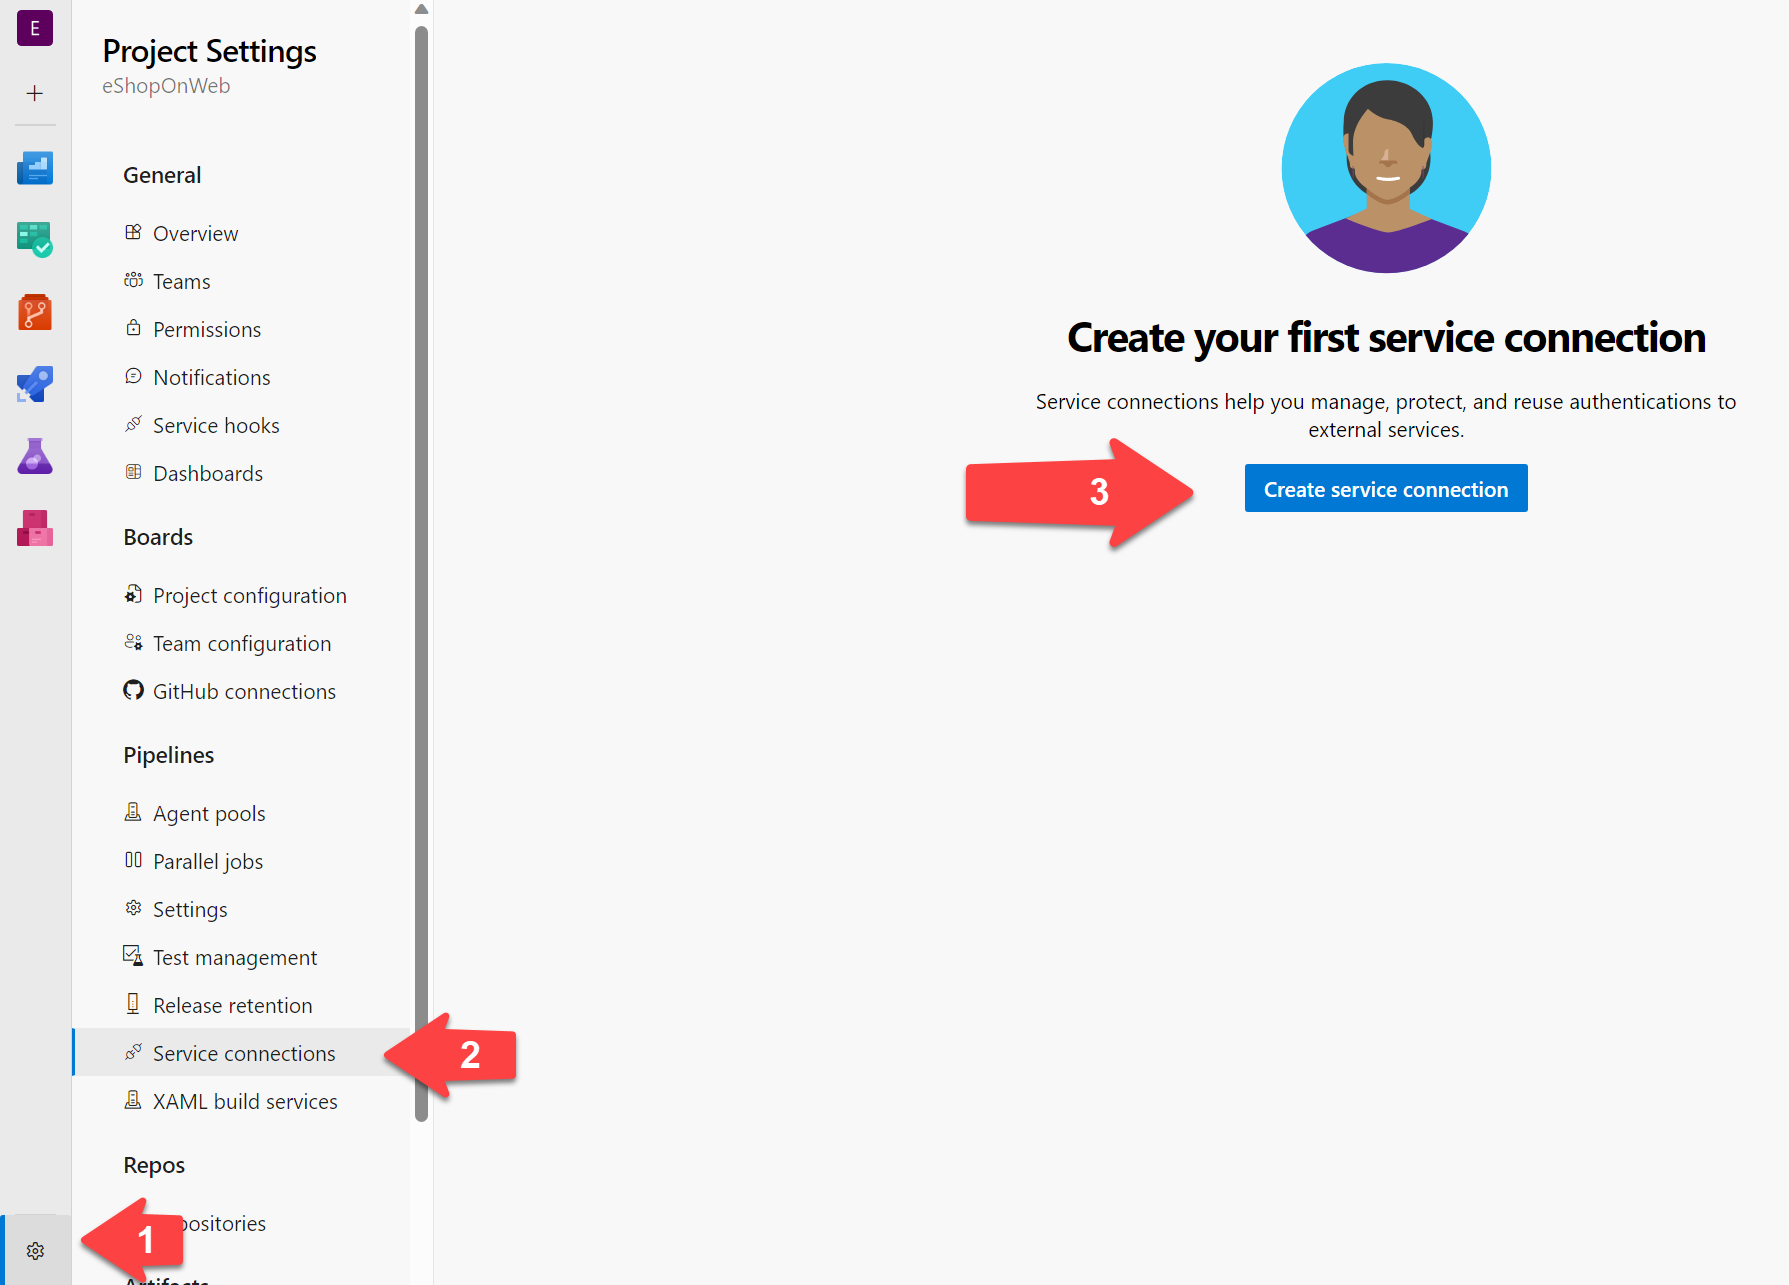 E
Project Settings
eShopOnWeb
General
Overview
Teams
Permissions
Notifications
Service hooks
Dashboards
Boards
Project configuration
Team configuration
GitHub connections
Pipelines
Agent pools
Parallel jobs
Settings
Test management
Release retention
Service connections
2
XAML build services
Repos
1
positories
Artifacts
Create your first service connection
Service connections help you manage, protect, and reuse authentications to
external services.
3
Create service connection